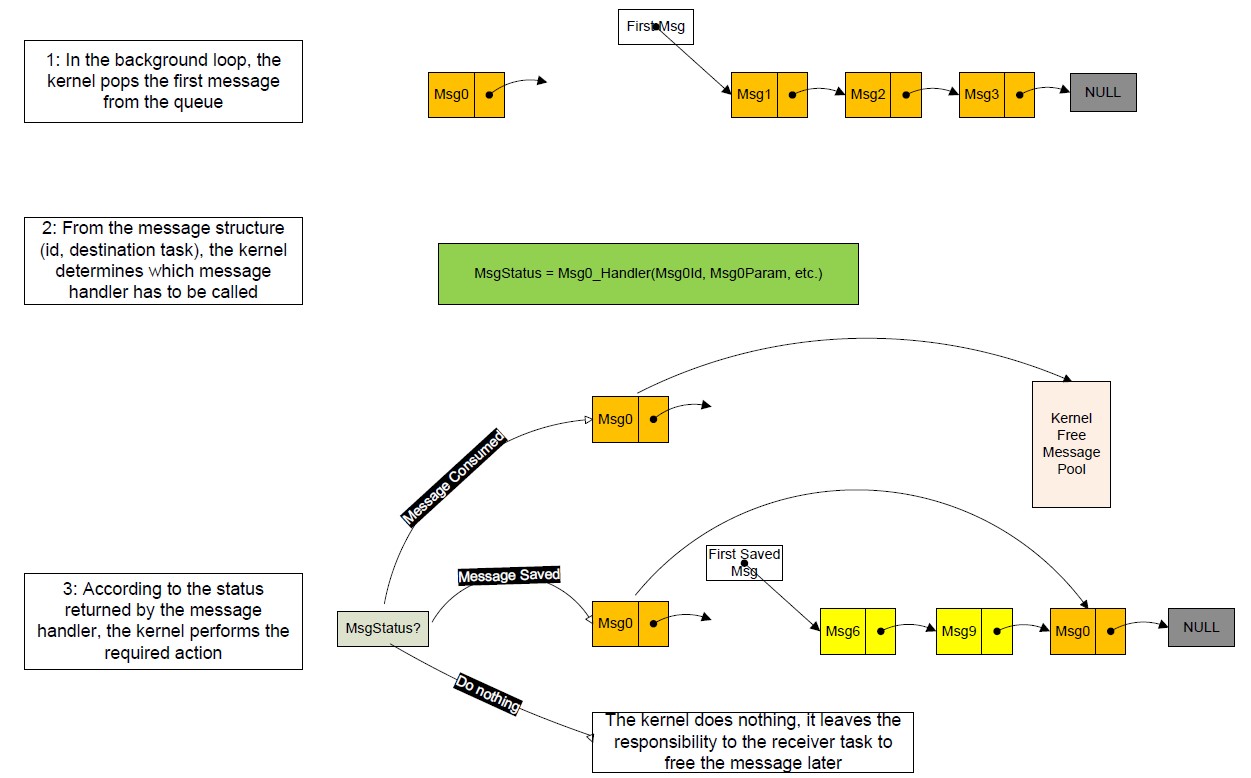 First Msg
1: In the background loop, the
kernel pops the first message
from the queue
Msg0
Msg1
Msg2
Msg3
NULL
2: From the message structure
(id, destination task), the kernel
determines which message
handler has to be called
MsgStatus = Msg0_Handler(Msg0Id, Msg0Param, etc.)
Message Consumed
Msg0
Kernel
Free
Message
Pool
3: According to the status
returned by the message
handler, the kernel performs the
required action
MsgStatus?
Message Saved
Msg0
First Saved
Msg
Msg6
Msg9
Msg0
NULL
Do nothing
The kernel does nothing, it leaves the
responsibility to the receiver task to
free the message later